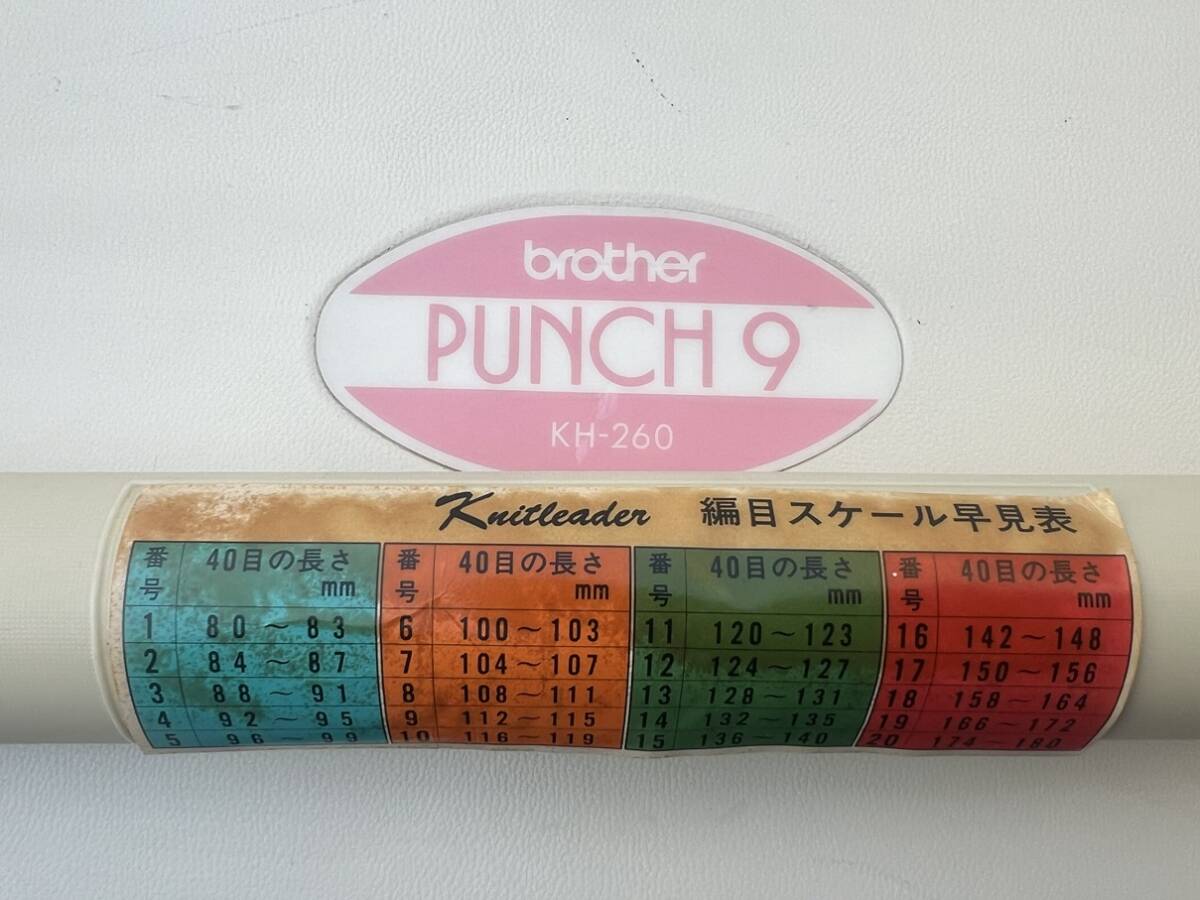 brother
PUNCH 9
KH-260
Knitleader 編目スケール早見表
番号 40目の長さ mm 番号 40目の長さ mm 番号 40目の長さ mm 番号 40目の長さ mm
1 80～83 6 100～103 11 120～123 16 142～148
2 84～87 7 104～107 12 124～127 17 150～156
3 88～91 8 108～111 13 128～131 18 158～164
4 92～95 9 112～115 14 132～135 19 166～172
5 96～99 10 116～119 15 136～140 20 174～180